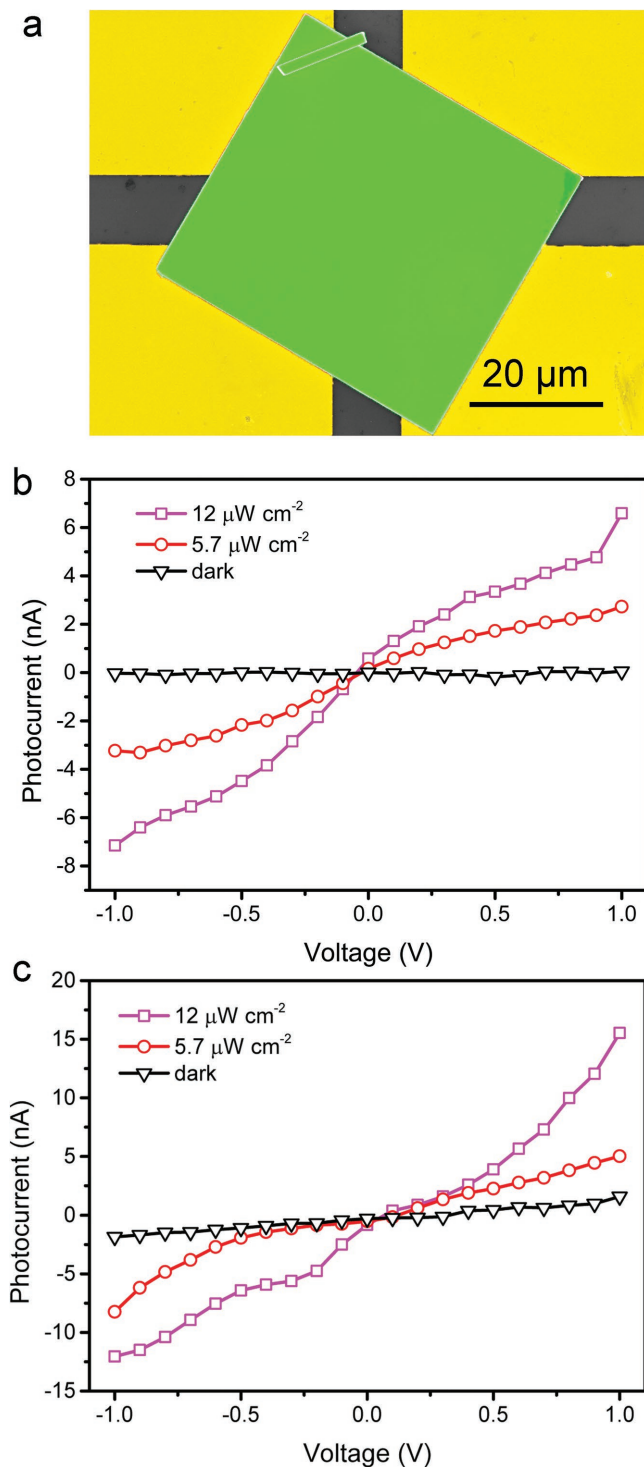 a
20 μm
b
8
6
4
2
0
-2
-4
-6
-8
Photocurrent (nA)
12 μW cm⁻²
5.7 μW cm⁻²
dark
-1.0 -0.5 0.0 0.5 1.0
Voltage (V)
c
20
15
10
5
0
-5
-10
-15
Photocurrent (nA)
12 μW cm⁻²
5.7 μW cm⁻²
dark
-1.0 -0.5 0.0 0.5 1.0
Voltage (V)